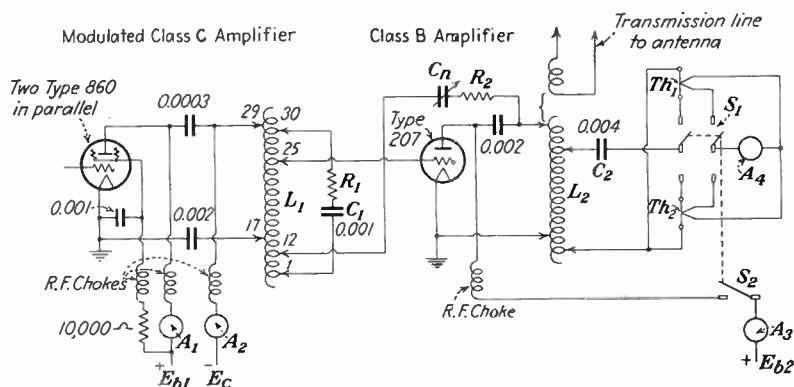 Modulated Class C Amplifier
Class B Amplifier
Transmission line
to antenna
Two Type 860
in parallel
0.0003
29
30
25
17
12
1
L1
R1
C1
0.001
0.001
0.002
R.F. Chokes
10,000
A1
A2
+
Eb1
-
Ec
Cn
R2
Type
207
0.002
0.004
C2
L2
R.F. Choke
Th1
Th2
S1
A4
S2
A3
+
Eb2